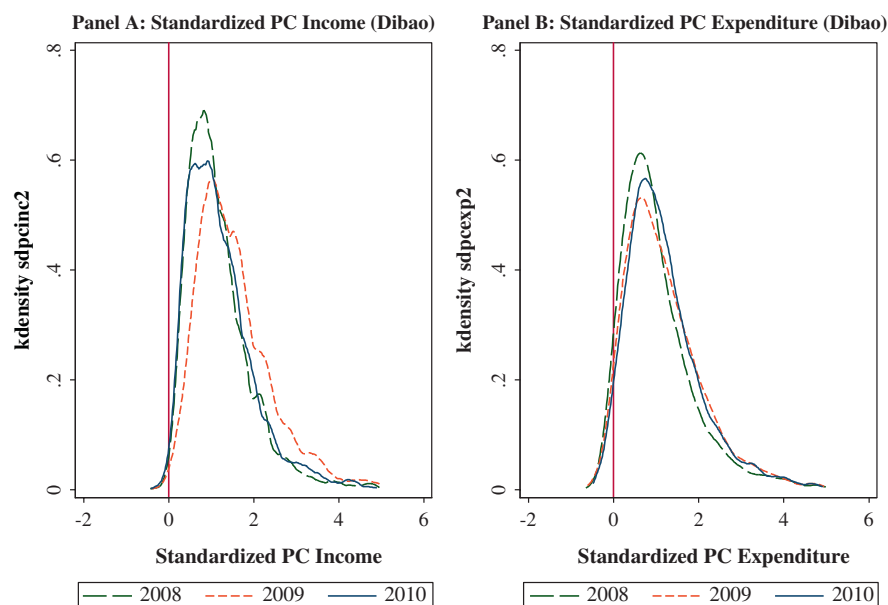 Panel A: Standardized PC Income (Dibao)
.8
.6
.4
.2
0
kdensity sdpcinc2
-2 0 2 4 6
Standardized PC Income
2008 2009 2010
Panel B: Standardized PC Expenditure (Dibao)
.8
.6
.4
.2
0
kdensity sdpcexp2
-2 0 2 4 6
Standardized PC Expenditure
2008 2009 2010